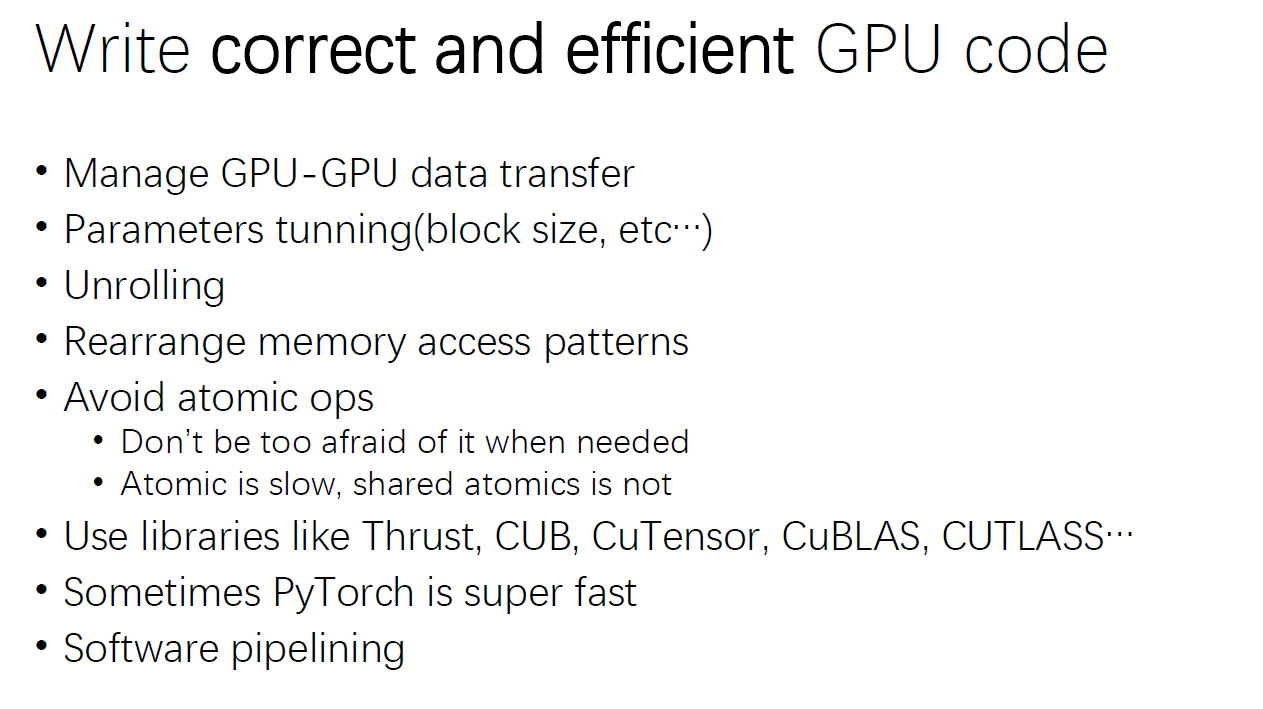 Write correct and efficient GPU code
• Manage GPU-GPU data transfer
• Parameters tunning(block size, etc…)
• Unrolling
• Rearrange memory access patterns
• Avoid atomic ops
• Don’t be too afraid of it when needed
• Atomic is slow, shared atomics is not
• Use libraries like Thrust, CUB, CuTensor, CuBLAS, CUTLASS…
• Sometimes PyTorch is super fast
• Software pipelining